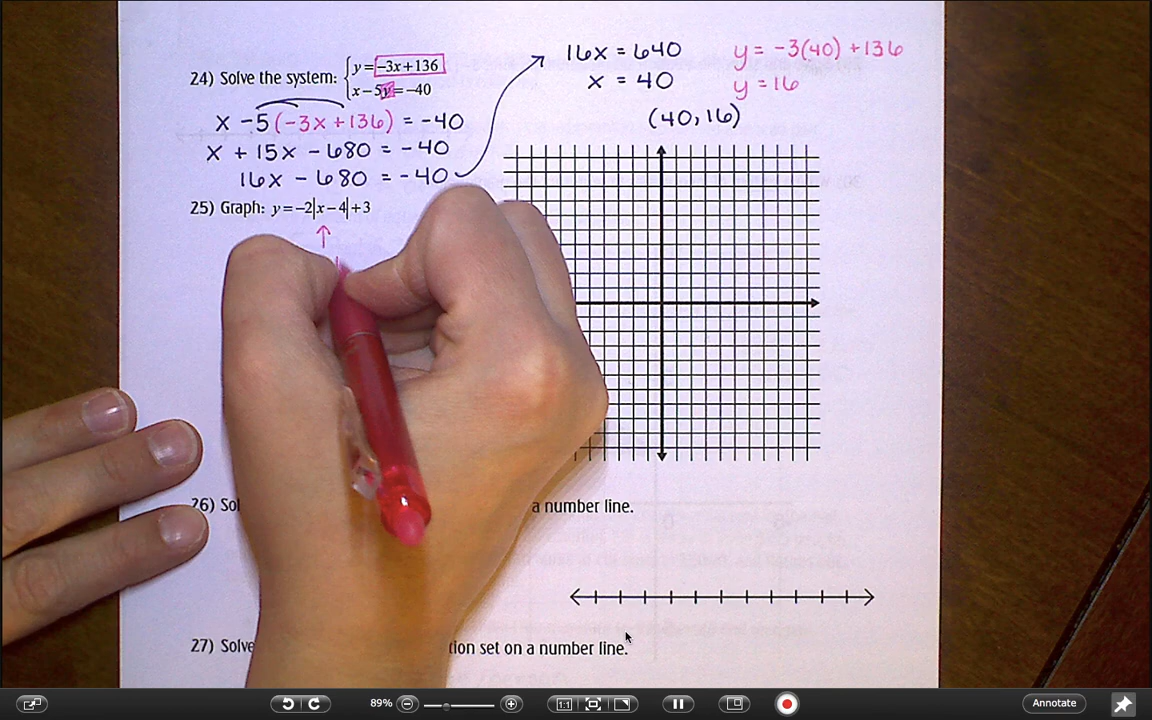 24) Solve the system: { y = -3x+136
x-5y=-40
x -5(-3x+136) = -40
x + 15x - 680 = -40
16x - 680 = -40
16x = 640
x = 40
y = -3(40) +136
y = 16
(40,16)
25) Graph: y=-2|x-4|+3
26) Sol
a number line.
27) Solve
tion set on a number line.
89%
1:1
Annotate